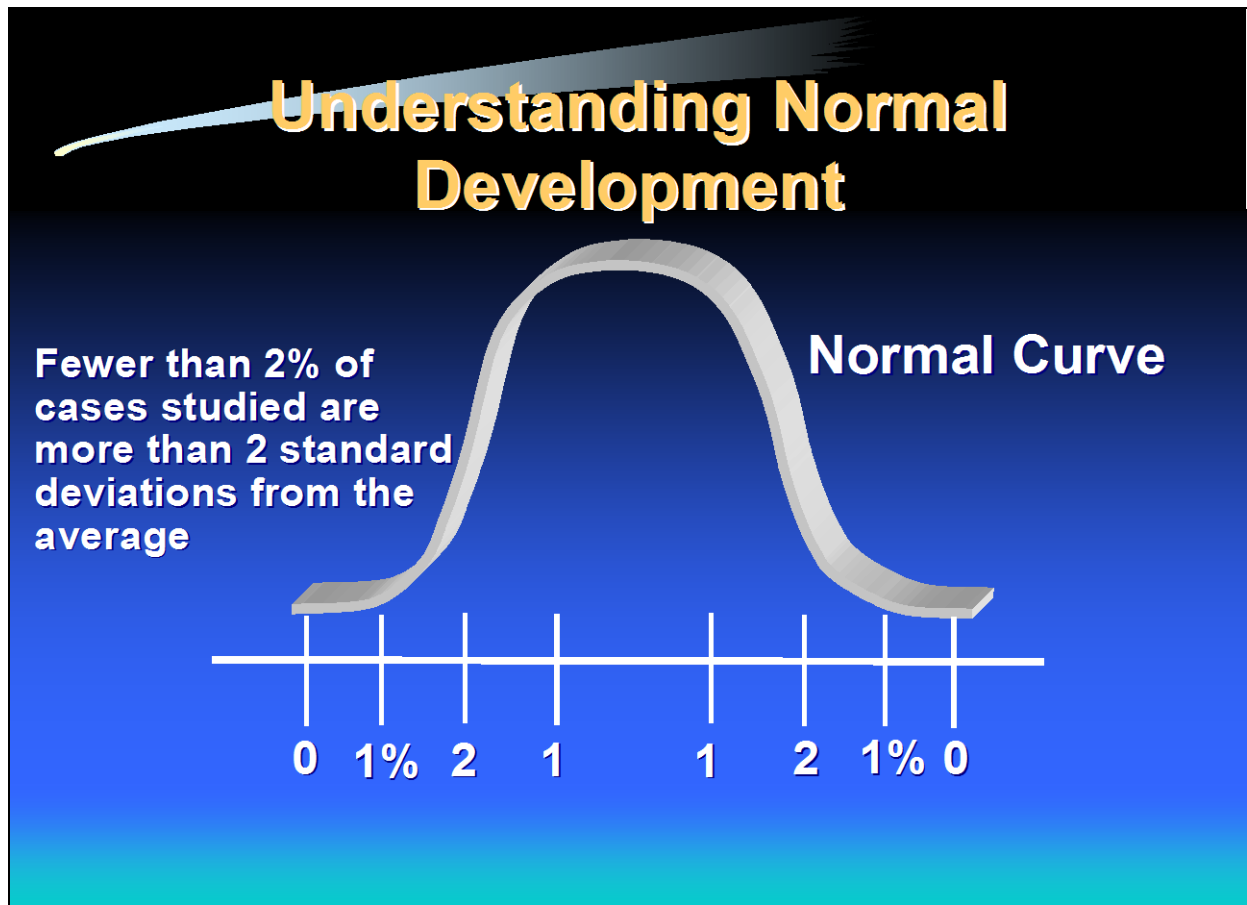 Understanding Normal
Development
Normal Curve
Fewer than 2% of
cases studied are
more than 2 standard
deviations from the
average
0 1% 2 1 1 2 1% 0